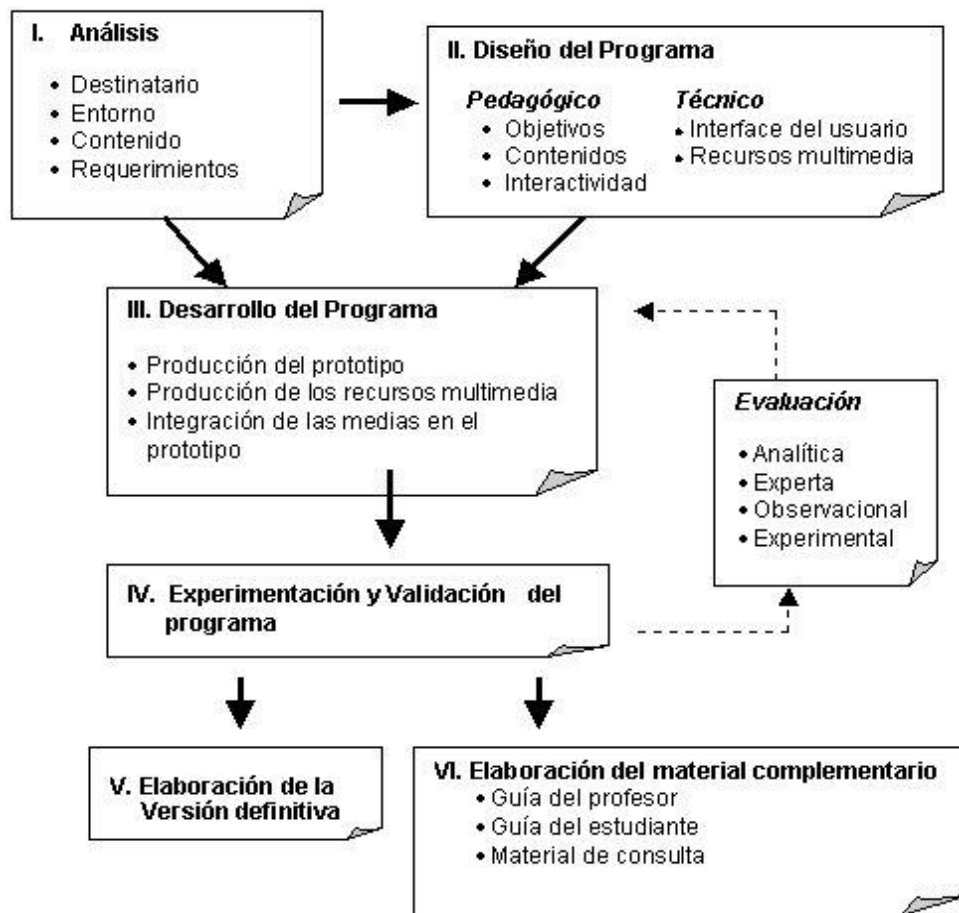 I. Análisis
• Destinatario
• Entorno
• Contenido
• Requerimientos
II. Diseño del Programa
Pedagógico
• Objetivos
• Contenidos
• Interactividad
Técnico
• Interface del usuario
• Recursos multimedia
III. Desarrollo del Programa
• Producción del prototipo
• Producción de los recursos multimedia
• Integración de las medias en el
prototipo
Evaluación
• Analítica
• Experta
• Observacional
• Experimental
IV. Experimentación y Validación del
programa
V. Elaboración de la
Versión definitiva
VI. Elaboración del material complementario
• Guía del profesor
• Guía del estudiante
• Material de consulta